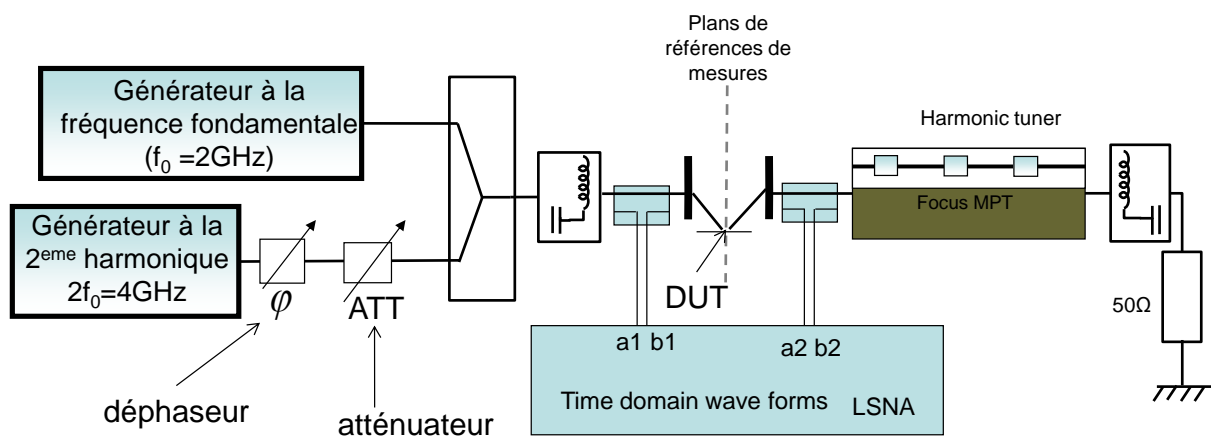 Plans de
références de
mesures
Générateur à la
fréquence fondamentale
(f₀ =2GHz)
Harmonic tuner
Focus MPT
Générateur à la
2ᵉᵐᵉ harmonique
2f₀=4GHz
φ
ATT
DUT
50Ω
a1 b1
a2 b2
Time domain wave forms
LSNA
déphaseur
atténuateur